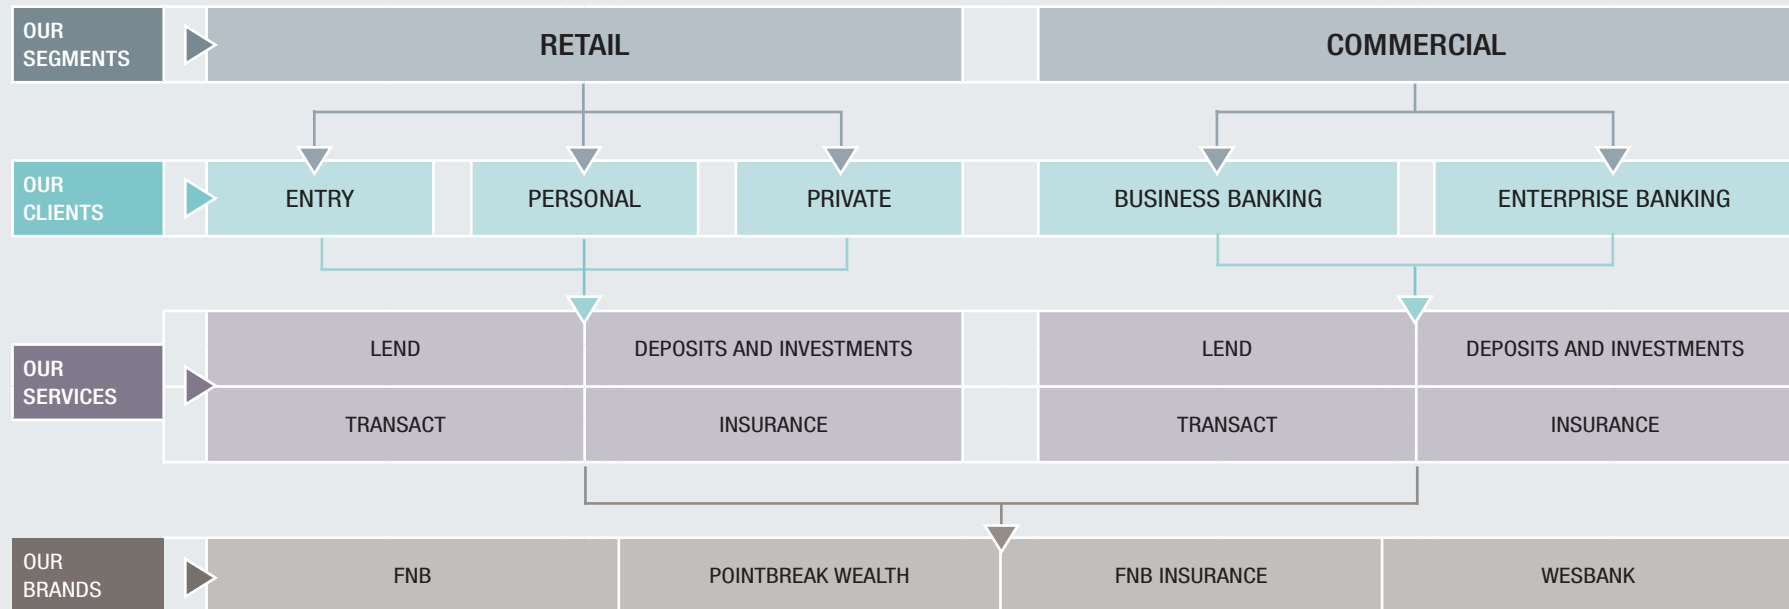 OUR
SEGMENTS
RETAIL
COMMERCIAL
OUR
CLIENTS
ENTRY
PERSONAL
PRIVATE
BUSINESS BANKING
ENTERPRISE BANKING
OUR
SERVICES
LEND
DEPOSITS AND INVESTMENTS
LEND
DEPOSITS AND INVESTMENTS
TRANSACT
INSURANCE
TRANSACT
INSURANCE
OUR
BRANDS
FNB
POINTBREAK WEALTH
FNB INSURANCE
WESBANK